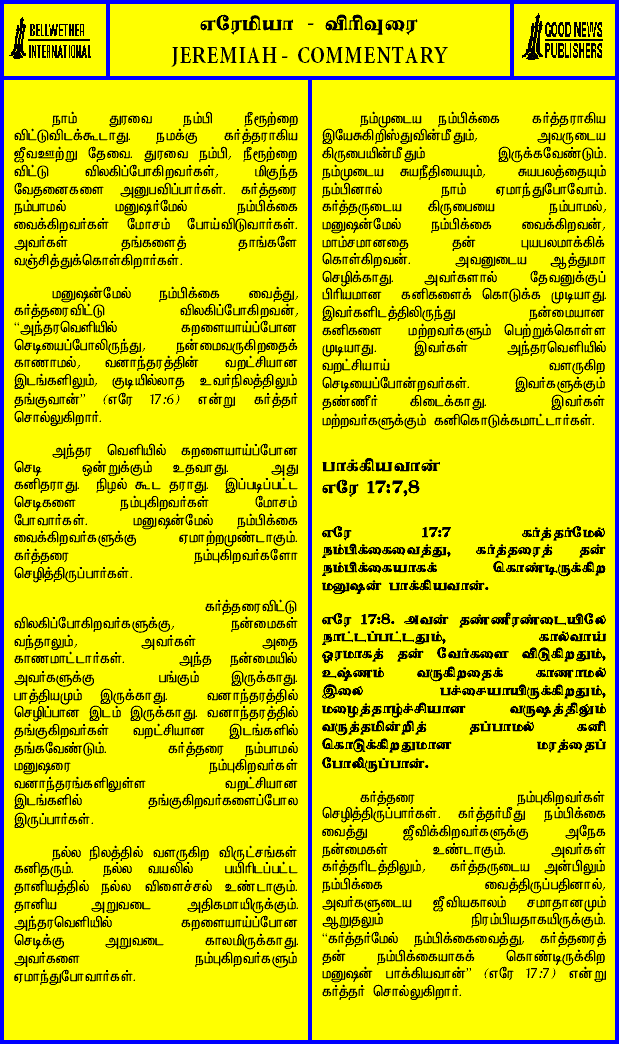 BELLWETHER
INTERNATIONAL
எரேமியா - விரிவுரை
JEREMIAH - COMMENTARY
GOOD NEWS
PUBLISHERS
நாம் துரவை நம்பி நீரூற்றை
விட்டுவிடக்கூடாது. நமக்கு கர்த்தராகிய
ஜீவஊற்று தேவை. துரவை நம்பி, நீரூற்றை
விட்டு விலகிப்போகிறவர்கள், மிகுந்த
வேதனைகளை அனுபவிப்பார்கள். கர்த்தரை
நம்பாமல் மனுஷர்மேல் நம்பிக்கை
வைக்கிறவர்கள் மோசம் போய்விடுவார்கள்.
அவர்கள் தங்களைத் தாங்களே
வஞ்சித்துக்கொள்கிறார்கள்.
மனுஷன்மேல் நம்பிக்கை வைத்து,
கர்த்தரைவிட்டு விலகிப்போகிறவன்,
“அந்தரவெளியில் கறளையாய்ப்போன
செடியைப்போலிருந்து, நன்மைவருகிறதைக்
காணாமல், வனாந்தரத்தின் வறட்சியான
இடங்களிலும், குடியில்லாத உவர்நிலத்திலும்
தங்குவான்” (எரே 17:6) என்று கர்த்தர்
சொல்லுகிறார்.
அந்தர வெளியில் கறளையாய்ப்போன
செடி ஒன்றுக்கும் உதவாது. அது
கனிதராது. நிழல் கூட தராது. இப்படிப்பட்ட
செடிகளை நம்புகிறவர்கள் மோசம்
போவார்கள். மனுஷன்மேல் நம்பிக்கை
வைக்கிறவர்களுக்கு ஏமாற்றமுண்டாகும்.
கர்த்தரை நம்புகிறவர்களோ
செழித்திருப்பார்கள்.
கர்த்தரைவிட்டு
விலகிப்போகிறவர்களுக்கு, நன்மைகள்
வந்தாலும், அவர்கள் அதை
காணமாட்டார்கள். அந்த நன்மையில்
அவர்களுக்கு பங்கும் இருக்காது.
பாத்தியமும் இருக்காது. வனாந்தரத்தில்
செழிப்பான இடம் இருக்காது. வனாந்தரத்தில்
தங்குகிறவர்கள் வறட்சியான இடங்களில்
தங்கவேண்டும். கர்த்தரை நம்பாமல்
மனுஷரை நம்புகிறவர்கள்
வனாந்தரங்களிலுள்ள வறட்சியான
இடங்களில் தங்குகிறவர்களைப்போல
இருப்பார்கள்.
நல்ல நிலத்தில் வளருகிற விருட்சங்கள்
கனிதரும். நல்ல வயலில் பயிரிடப்பட்ட
தானியத்தில் நல்ல விளைச்சல் உண்டாகும்.
தானிய அறுவடை அதிகமாயிருக்கும்.
அந்தரவெளியில் கறளையாய்ப்போன
செடிக்கு அறுவடை காலமிருக்காது.
அவர்களை நம்புகிறவர்களும்
ஏமாந்துபோவார்கள்.
நம்முடைய நம்பிக்கை கர்த்தராகிய
இயேசுகிறிஸ்துவின்மீதும், அவருடைய
கிருபையின்மீதும் இருக்கவேண்டும்.
நம்முடைய சுயநீதியையும், சுயபலத்தையும்
நம்பினால் நாம் ஏமாந்துபோவோம்.
கர்த்தருடைய கிருபையை நம்பாமல்,
மனுஷன்மேல் நம்பிக்கை வைக்கிறவன்,
மாம்சமானதை தன் புயபலமாக்கிக்
கொள்கிறவன். அவனுடைய ஆத்துமா
செழிக்காது. அவர்களால் தேவனுக்குப்
பிரியமான கனிகளைக் கொடுக்க முடியாது.
இவர்களிடத்திலிருந்து நன்மையான
கனிகளை மற்றவர்களும் பெற்றுக்கொள்ள
முடியாது. இவர்கள் அந்தரவெளியில்
வறட்சியாய் வளருகிற
செடியைப்போன்றவர்கள். இவர்களுக்கும்
தண்ணீர் கிடைக்காது. இவர்கள்
மற்றவர்களுக்கும் கனிகொடுக்கமாட்டார்கள்.
பாக்கியவான்
எரே 17:7,8
எரே 17:7 கர்த்தர்மேல்
நம்பிக்கைவைத்து, கர்த்தரைத் தன்
நம்பிக்கையாகக் கொண்டிருக்கிற
மனுஷன் பாக்கியவான்.
எரே 17:8. அவன் தண்ணீரண்டையிலே
நாட்டப்பட்டதும், கால்வாய்
ஓரமாகத் தன் வேர்களை விடுகிறதும்,
உஷ்ணம் வருகிறதைக் காணாமல்
இலை பச்சையாயிருக்கிறதும்,
மழைத்தாழ்ச்சியான வருஷத்திலும்
வருத்தமின்றித் தப்பாமல் கனி
கொடுக்கிறதுமான மரத்தைப்
போலிருப்பான்.
கர்த்தரை நம்புகிறவர்கள்
செழித்திருப்பார்கள். கர்த்தர்மீது நம்பிக்கை
வைத்து ஜீவிக்கிறவர்களுக்கு அநேக
நன்மைகள் உண்டாகும். அவர்கள்
கர்த்தரிடத்திலும், கர்த்தருடைய அன்பிலும்
நம்பிக்கை வைத்திருப்பதினால்,
அவர்களுடைய ஜீவியகாலம் சமாதானமும்
ஆறுதலும் நிரம்பியதாகயிருக்கும்.
“கர்த்தர்மேல் நம்பிக்கைவைத்து, கர்த்தரைத்
தன் நம்பிக்கையாகக் கொண்டிருக்கிற
மனுஷன் பாக்கியவான்” (எரே 17:7) என்று
கர்த்தர் சொல்லுகிறார்.